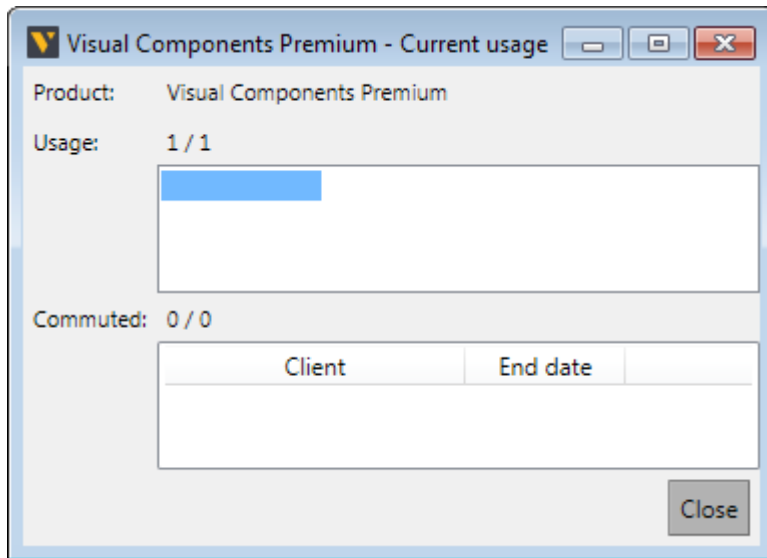 Visual Components Premium - Current usage
Product: Visual Components Premium
Usage: 1 / 1
Commuted: 0 / 0
Client End date
Close